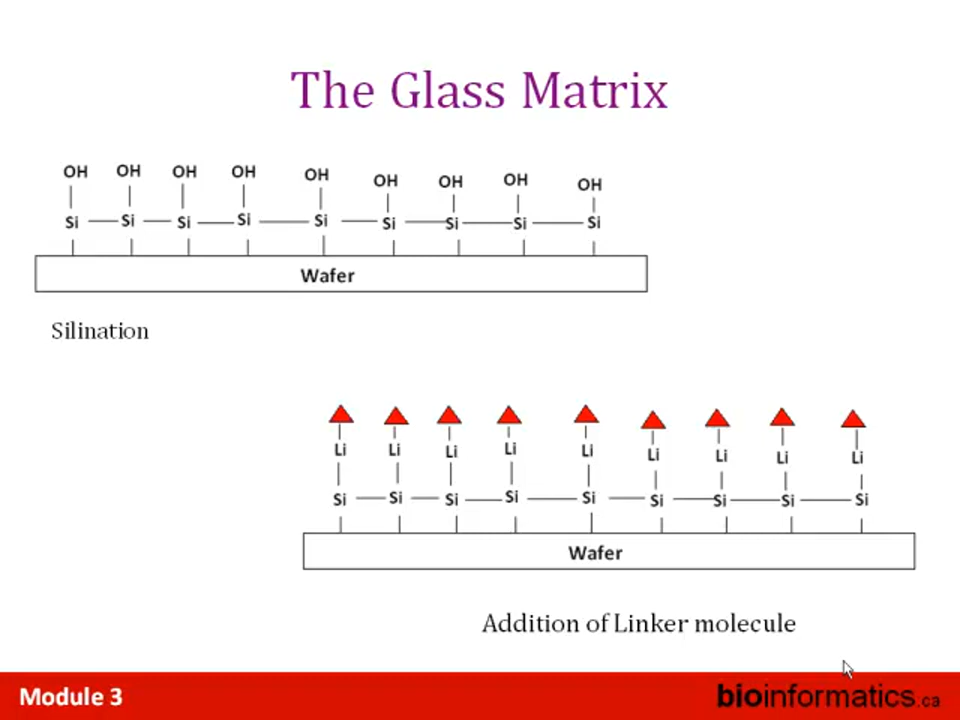 The Glass Matrix
OH OH OH OH OH OH OH OH OH
Si Si Si Si Si Si Si Si Si
Wafer
Silination
Li Li Li Li Li Li Li Li Li
Si Si Si Si Si Si Si Si Si
Wafer
Addition of Linker molecule
Module 3
bioinformatics.ca